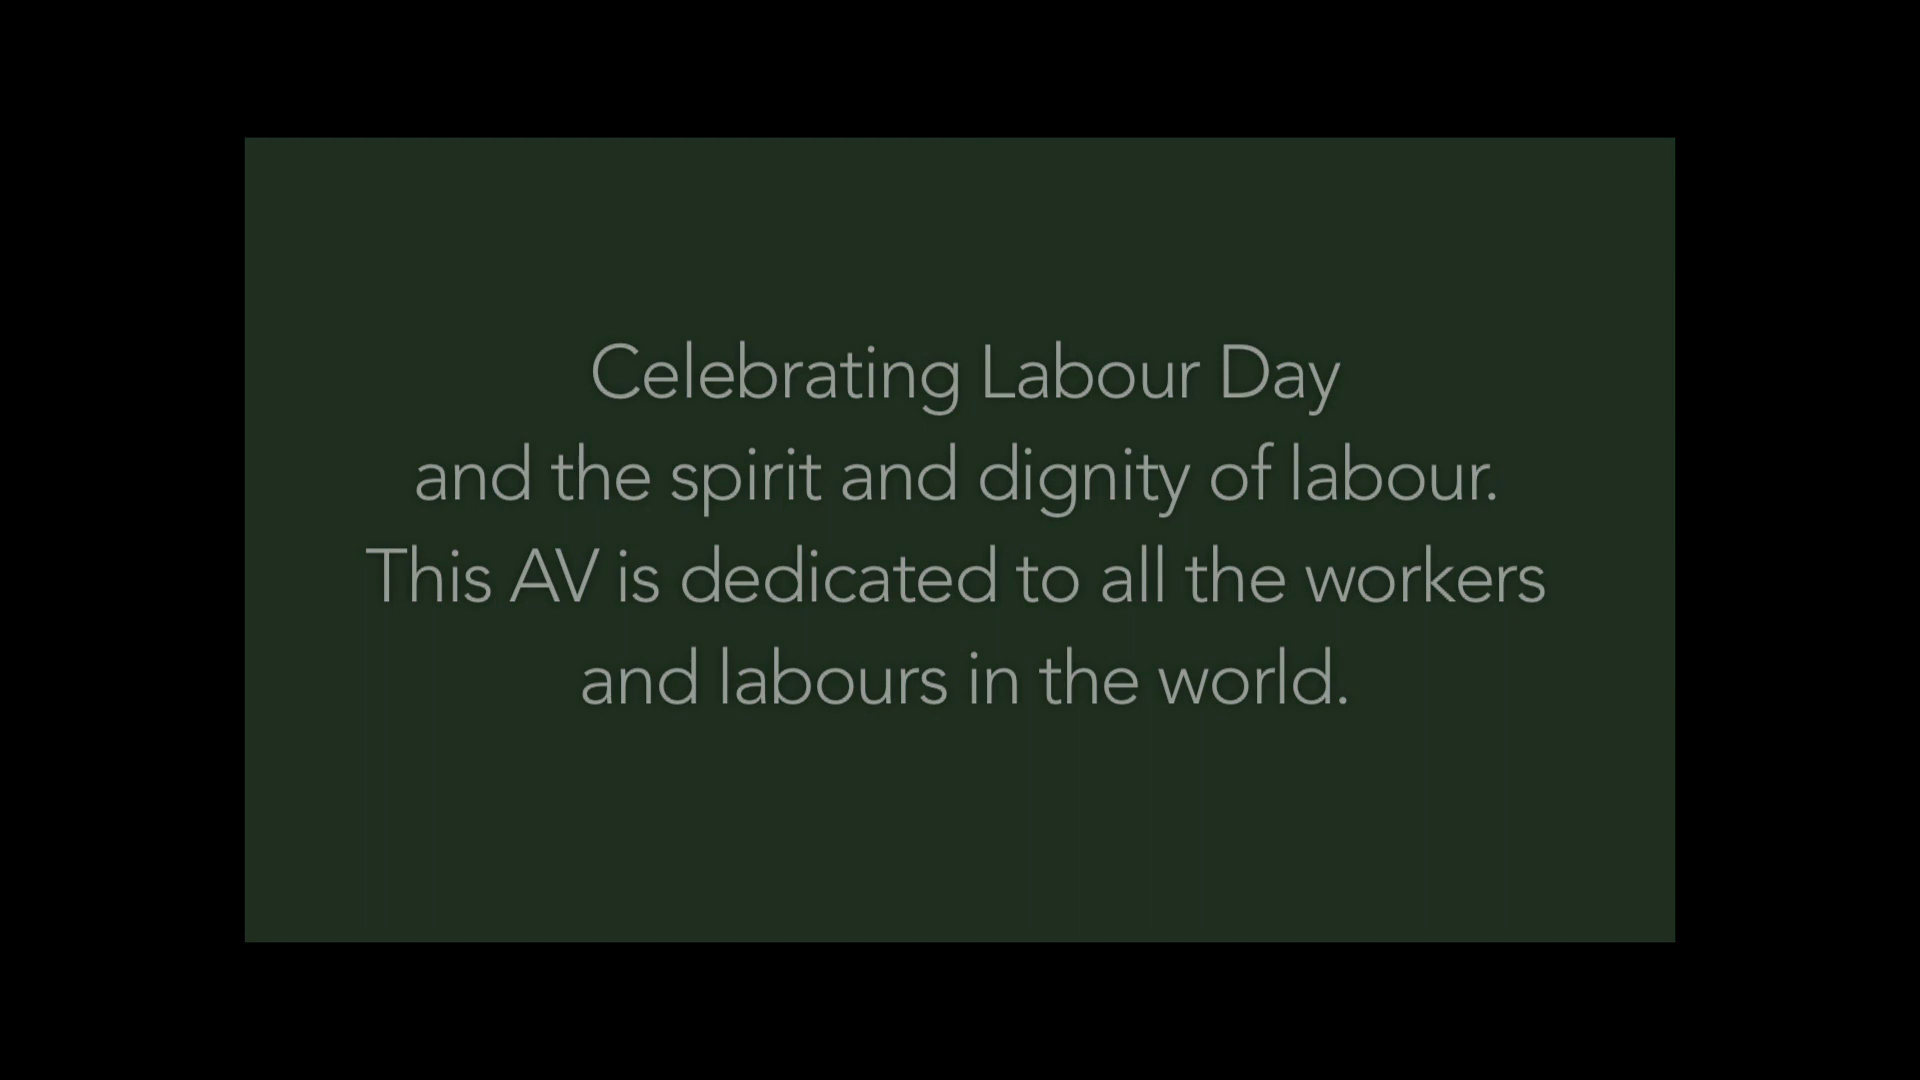 Celebrating Labour Day
and the spirit and dignity of labour.
This AV is dedicated to all the workers
and labours in the world.